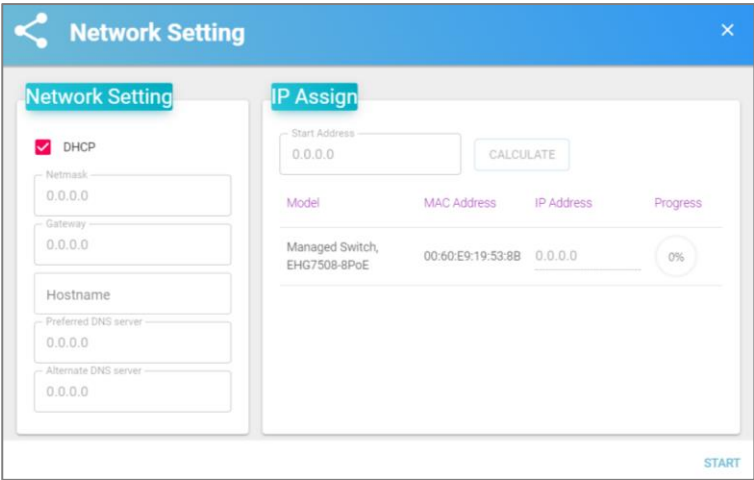 Network Setting
Network Setting
DHCP
Netmask
0.0.0.0
Gateway
0.0.0.0
Hostname
Preferred DNS server
0.0.0.0
Alternate DNS server
0.0.0.0
IP Assign
Start Address
0.0.0.0
CALCULATE
Model MAC Address IP Address Progress
Managed Switch,
EHG7508-8PoE 00:60:E9:19:53:8B 0.0.0.0 0%
START